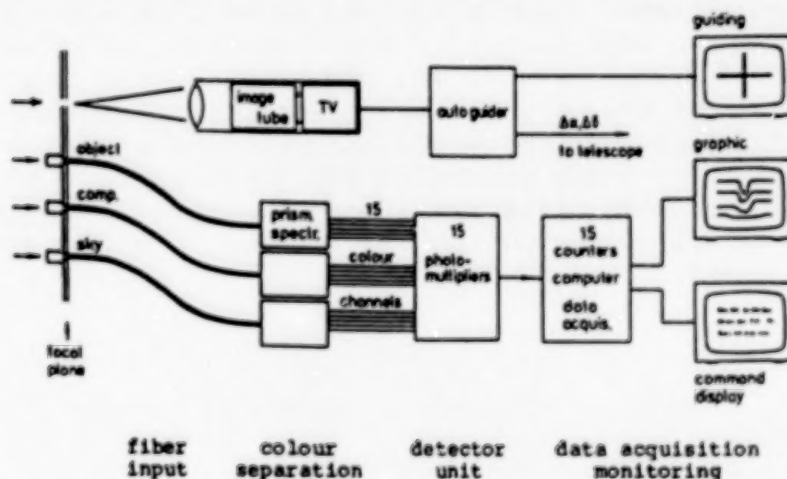 guiding
image
tube
TV
auto guider
Δα,Δδ
to telescope
graphic
object
comp.
sky
prism.
spectr.
15
colour
channels
15
photo-
multipliers
15
counters
computer
data
acquis.
focal
plane
command
display
fiber
input
colour
separation
detector
unit
data acquisition
monitoring